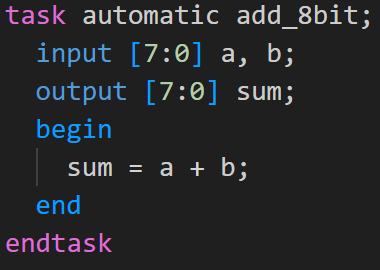 task automatic add_8bit;
  input [7:0] a, b;
  output [7:0] sum;
  begin
    sum = a + b;
  end
endtask